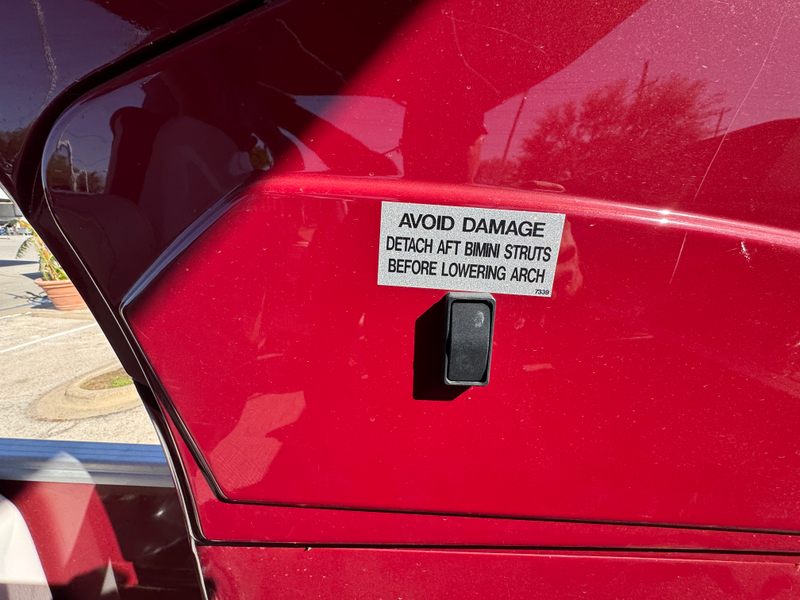 AVOID DAMAGE
DETACH AFT BIMINI STRUTS
BEFORE LOWERING ARCH
7339